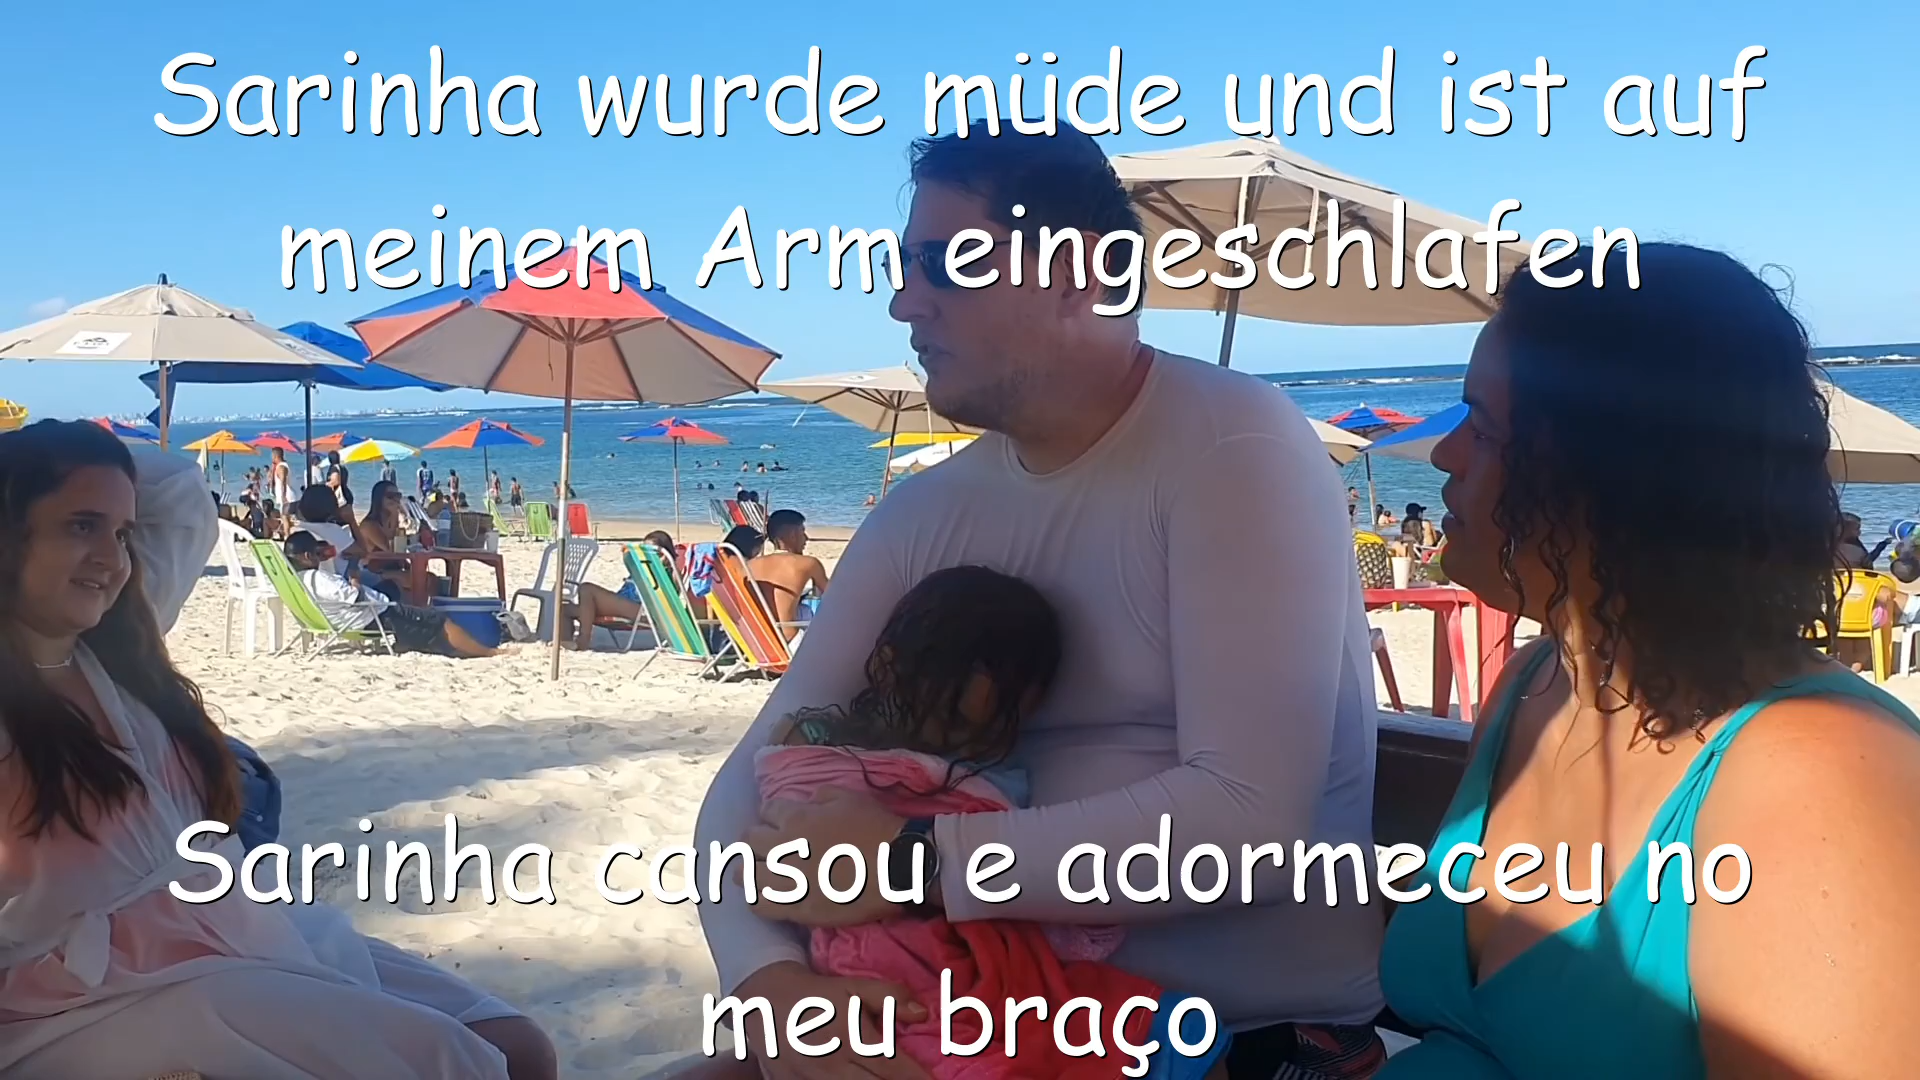 Sarinha wurde müde und ist auf
meinem Arm eingeschlafen
Sarinha cansou e adormeceu no
meu braço